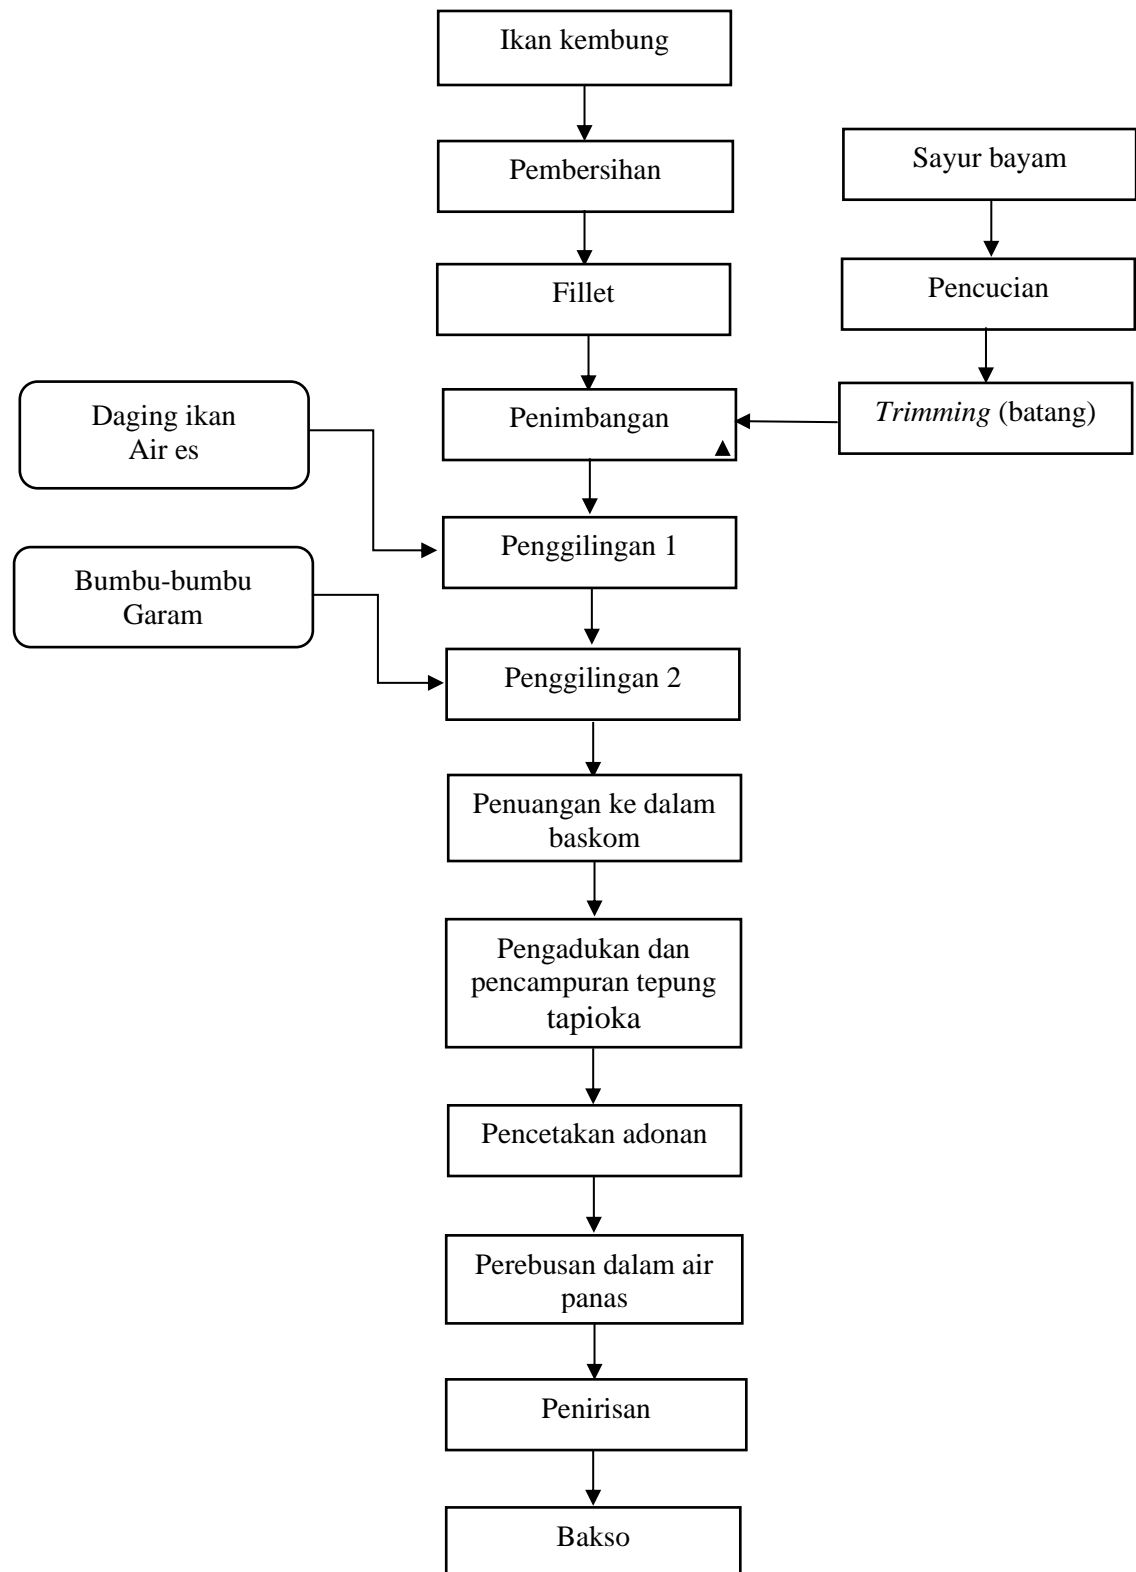 Ikan kembung
Pembersihan
Sayur bayam
Fillet
Pencucian
Penimbangan
Trimming (batang)
Daging ikan
Air es
Penggilingan 1
Bumbu-bumbu
Garam
Penggilingan 2
Penuangan ke dalam
baskom
Pengadukan dan
pencampuran tepung
tapioka
Pencetakan adonan
Perebusan dalam air
panas
Penirisan
Bakso